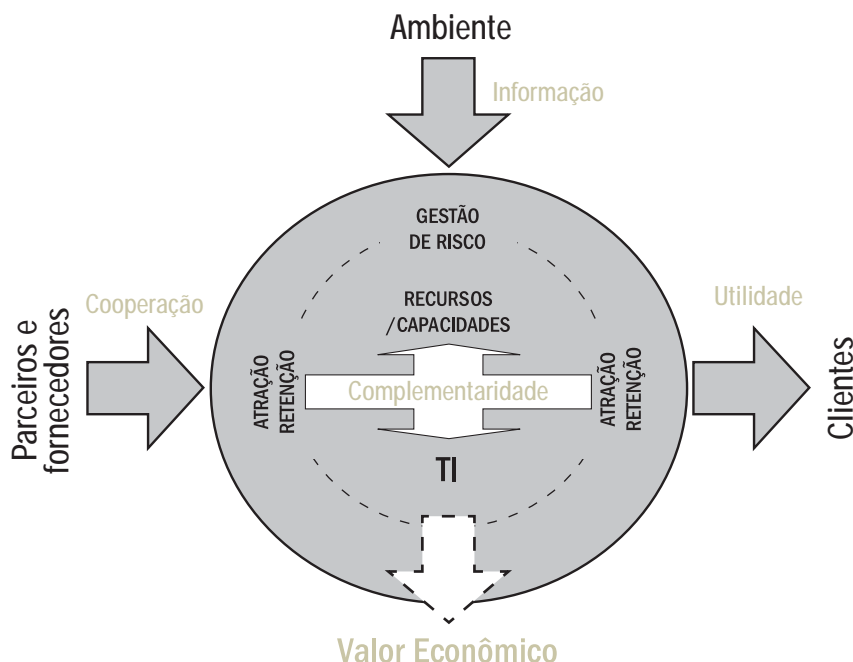 Ambiente
Informação
GESTÃO
DE RISCO
Cooperação
RECURSOS
/CAPACIDADES
Utilidade
Parceiros e
fornecedores
ATRAÇÃO
RETENÇÃO
Complementaridade
ATRAÇÃO
RETENÇÃO
Clientes
TI
Valor Econômico